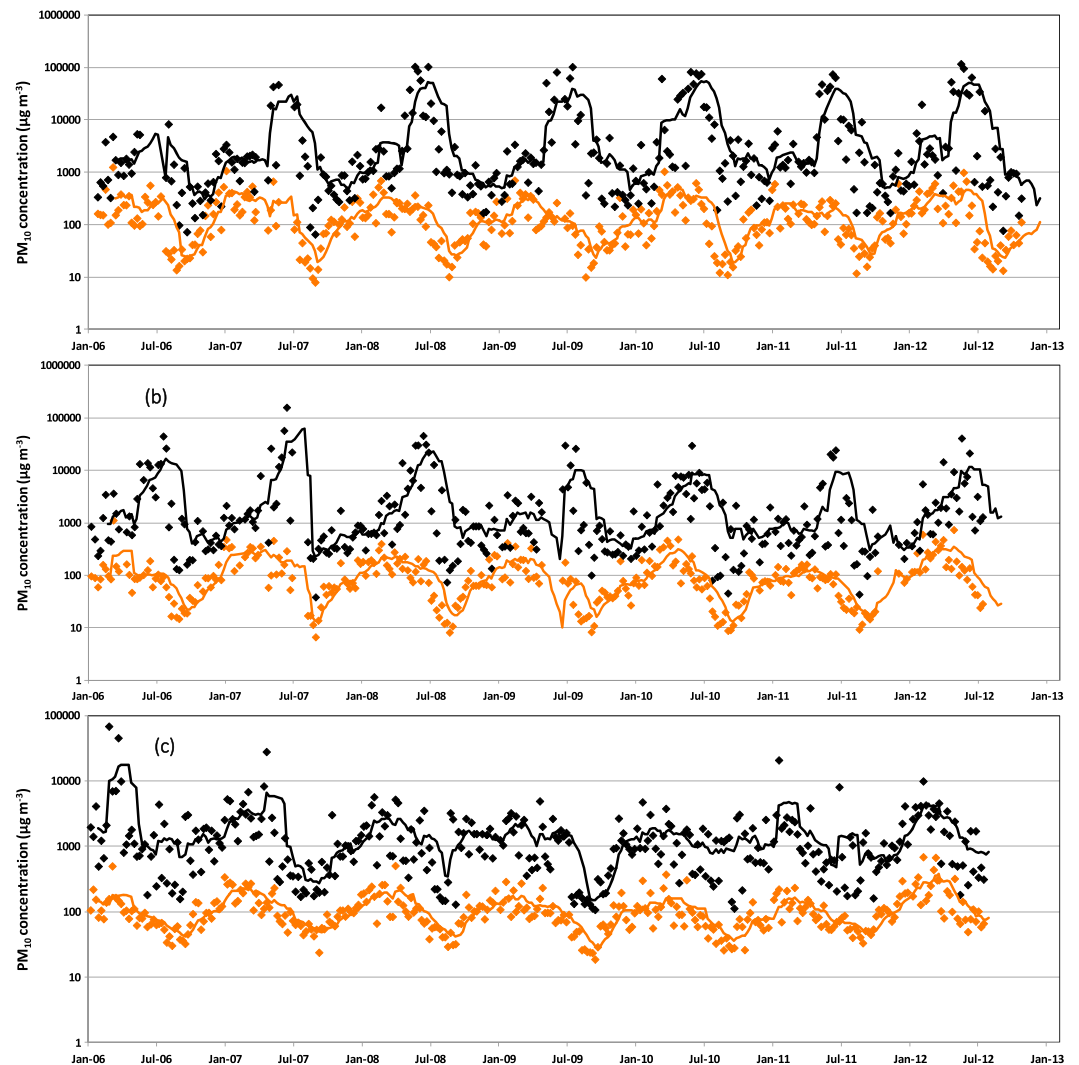 1000000
100000
10000
1000
100
10
1
PM10 concentration (µg m-3)
Jan-06 Jul-06 Jan-07 Jul-07 Jan-08 Jul-08 Jan-09 Jul-09 Jan-10 Jul-10 Jan-11 Jul-11 Jan-12 Jul-12 Jan-13
(b)
1000000
100000
10000
1000
100
10
1
PM10 concentration (µg m-3)
Jan-06 Jul-06 Jan-07 Jul-07 Jan-08 Jul-08 Jan-09 Jul-09 Jan-10 Jul-10 Jan-11 Jul-11 Jan-12 Jul-12 Jan-13
(c)
100000
10000
1000
100
10
1
PM10 concentration (µg m-3)
Jan-06 Jul-06 Jan-07 Jul-07 Jan-08 Jul-08 Jan-09 Jul-09 Jan-10 Jul-10 Jan-11 Jul-11 Jan-12 Jul-12 Jan-13